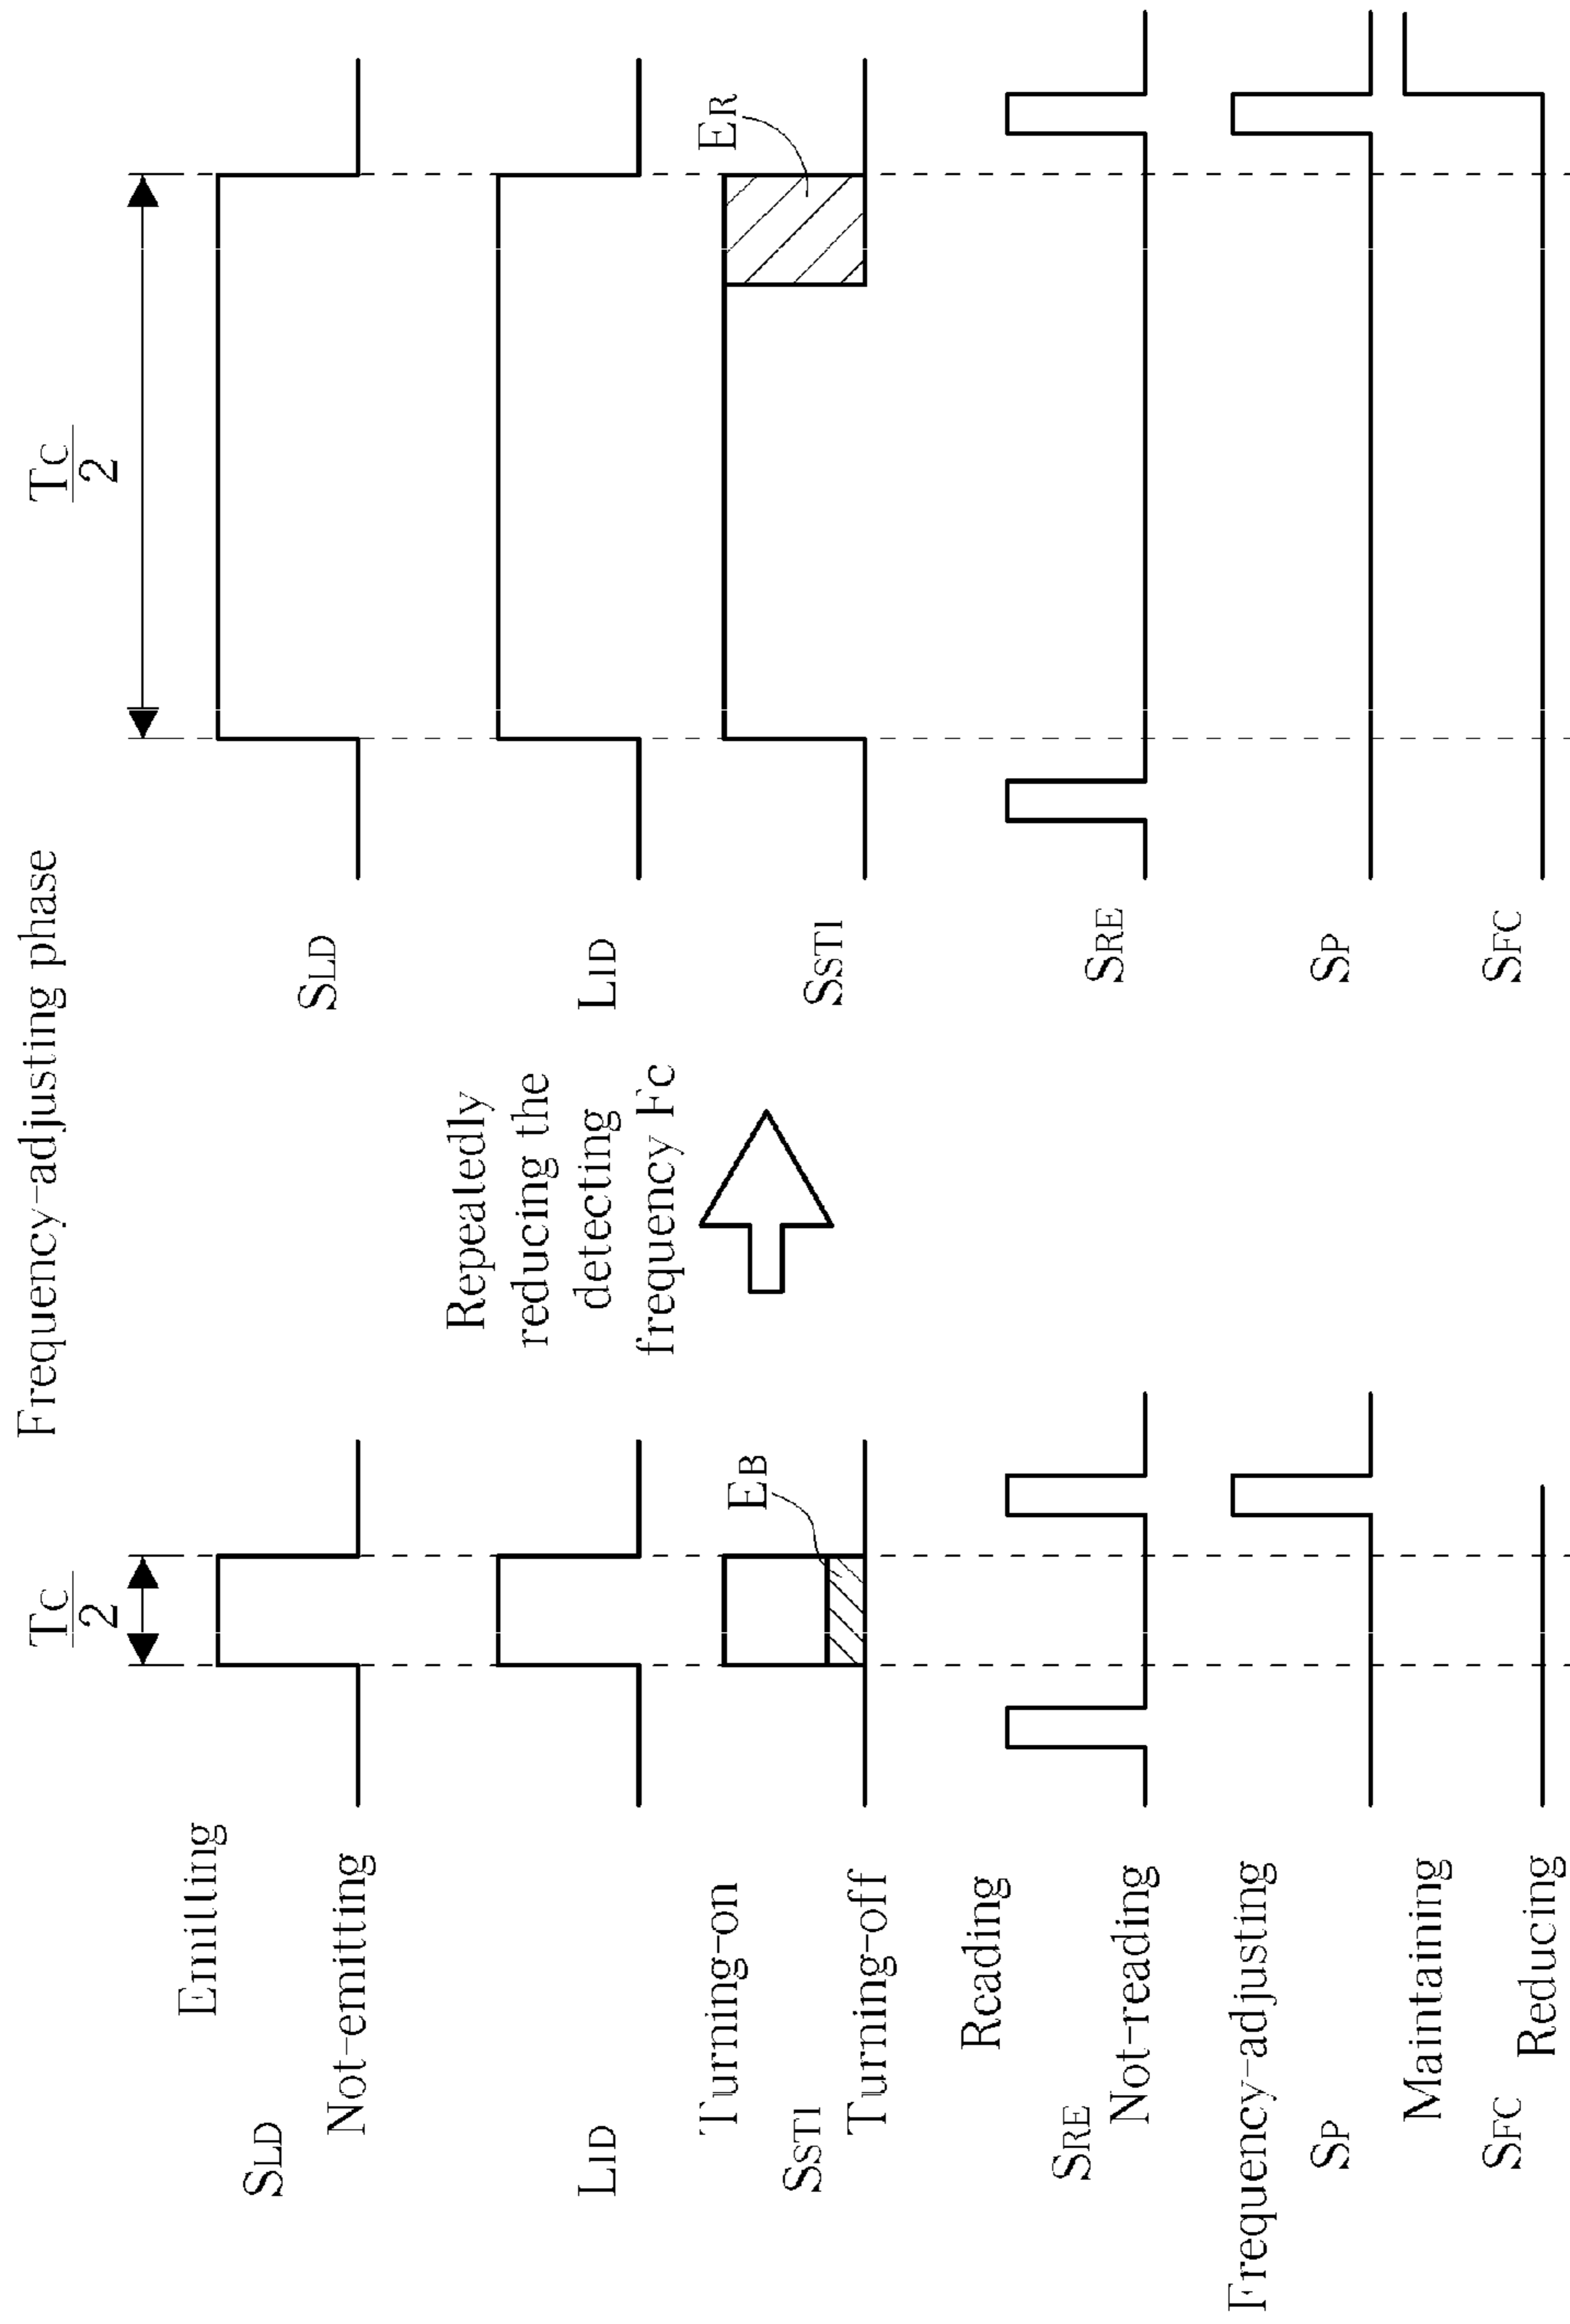 Frequency-adjusting phase
Tc
2
Tc
2
Emitting
SLD
Not-emitting
SLD
LID
LID
Turning-on
SSTI
Turning-off
EB
Repeatedly
reducing the
detecting
frequency Fc
SSTI
ER
Reading
SRE
Not-reading
SRE
Frequency-adjusting
SP
SP
Maintaining
SFC
Reducing
SFC